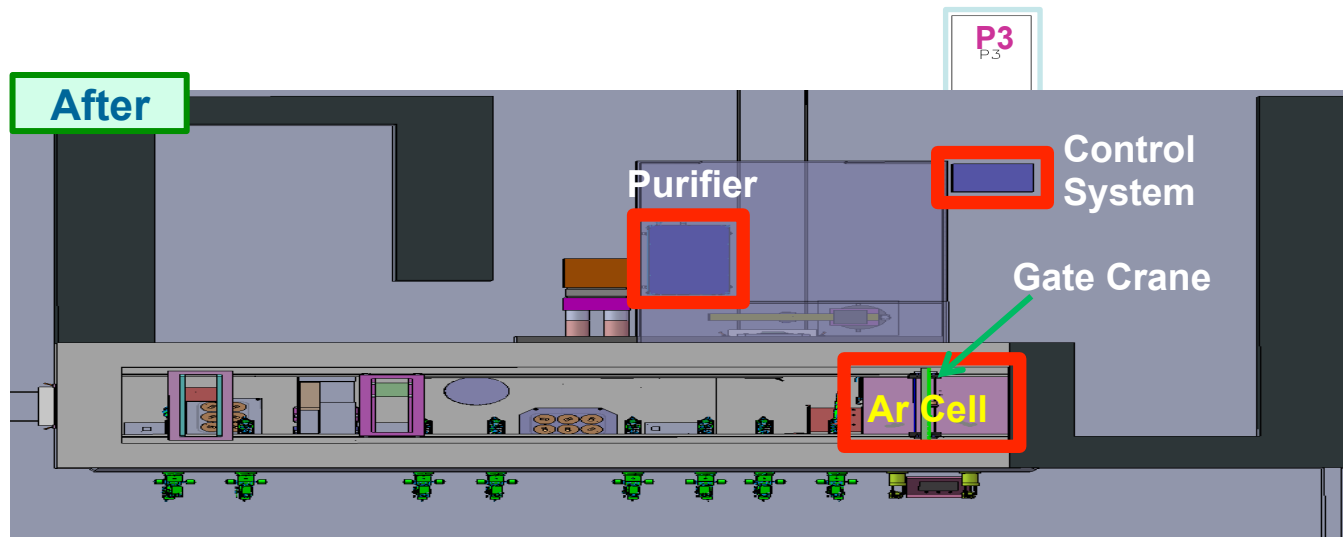 P3
P3
After
Control
System
Purifier
Gate Crane
Ar Cell